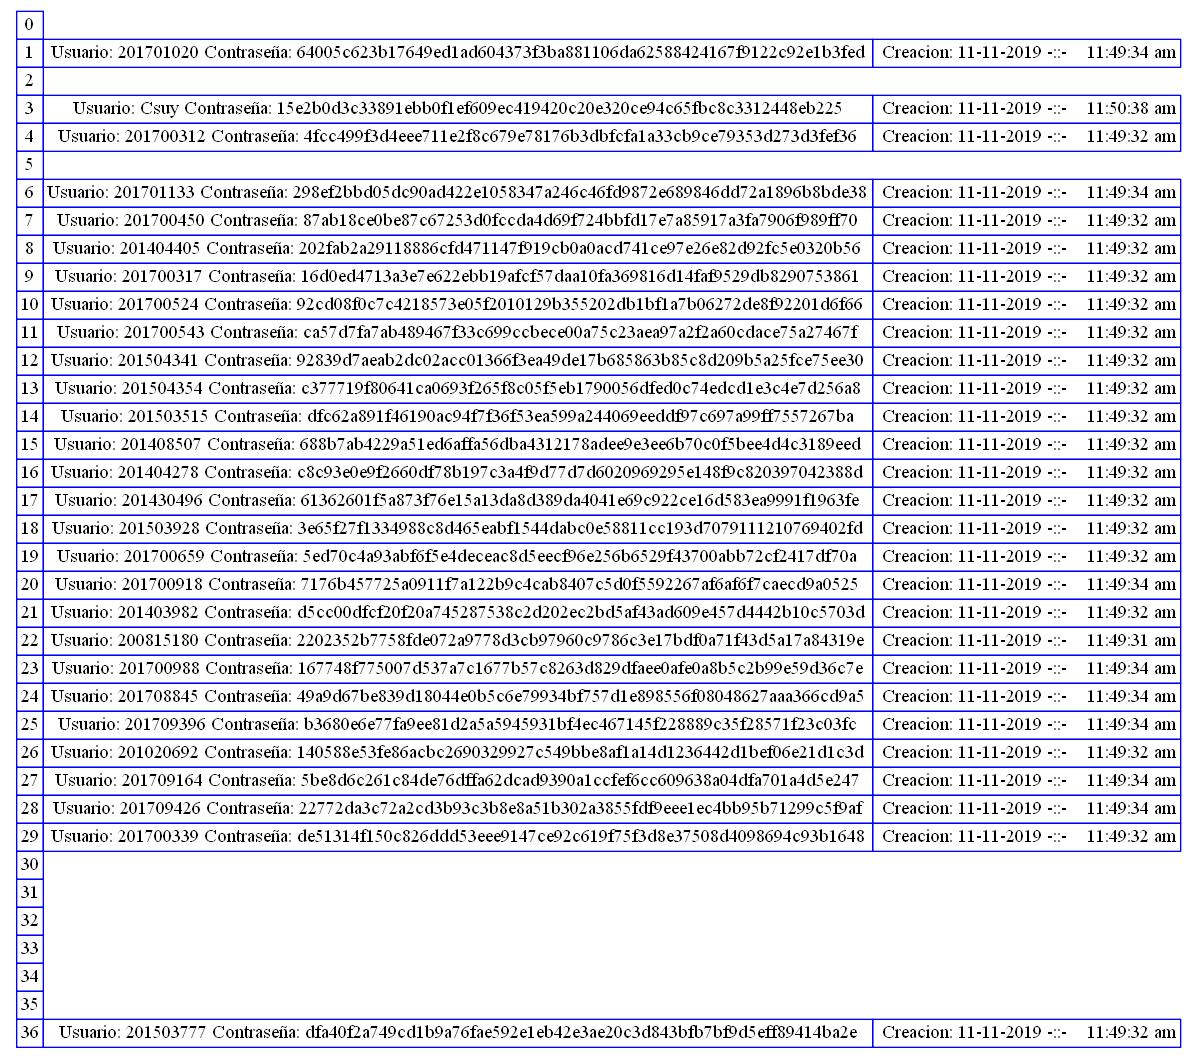 0
1 Usuario: 201701020 Contraseña: 64005c623b17649ed1ad604373f3ba881106da62588424167f9122c92e1b3fed Creacion: 11-11-2019 -::- 11:49:34 am
2
3 Usuario: Csuy Contraseña: 15e2b0d3c33891ebb0f1ef609ec419420c20e320ce94c65fbc8c3312448eb225 Creacion: 11-11-2019 -::- 11:50:38 am
4 Usuario: 201700312 Contraseña: 4fcc499f3d4eee711e2f8c679e78176b3dbfcfa1a33cb9ce79353d273d3fef36 Creacion: 11-11-2019 -::- 11:49:32 am
5
6 Usuario: 201701133 Contraseña: 298ef2bbd05dc90ad422e1058347a246c46fd9872e689846dd72a1896b8bde38 Creacion: 11-11-2019 -::- 11:49:34 am
7 Usuario: 201700450 Contraseña: 87ab18ce0be87c67253d0fccda4d69f724bbfd17e7a85917a3fa7906f989ff70 Creacion: 11-11-2019 -::- 11:49:32 am
8 Usuario: 201404405 Contraseña: 202fab2a29118886cfd471147f919cb0a0acd741ce97e26e82d92fc5e0320b56 Creacion: 11-11-2019 -::- 11:49:32 am
9 Usuario: 201700317 Contraseña: 16d0ed4713a3e7e622ebb19afcf57daa10fa369816d14faf9529db8290753861 Creacion: 11-11-2019 -::- 11:49:32 am
10 Usuario: 201700524 Contraseña: 92cd08f0c7c4218573e05f2010129b355202db1bf1a7b06272de8f92201d6f66 Creacion: 11-11-2019 -::- 11:49:32 am
11 Usuario: 201700543 Contraseña: ca57d7fa7ab489467f33c699ccbece00a75c23aea97a2f2a60cdace75a27467f Creacion: 11-11-2019 -::- 11:49:32 am
12 Usuario: 201504341 Contraseña: 92839d7aeab2dc02acc01366f3ea49de17b685863b85c8d209b5a25fce75ee30 Creacion: 11-11-2019 -::- 11:49:32 am
13 Usuario: 201504354 Contraseña: c377719f80641ca0693f265f8c05f5eb1790056dfed0c74edcd1e3c4e7d256a8 Creacion: 11-11-2019 -::- 11:49:32 am
14 Usuario: 201503515 Contraseña: dfc62a891f46190ac94f7f36f53ea599a244069eeddf97c697a99ff7557267ba Creacion: 11-11-2019 -::- 11:49:32 am
15 Usuario: 201408507 Contraseña: 688b7ab4229a51ed6affa56dba4312178adee9e3ee6b70c0f5bee4d4c3189eed Creacion: 11-11-2019 -::- 11:49:32 am
16 Usuario: 201404278 Contraseña: c8c93e0e9f2660df78b197c3a4f9d77d7d6020969295e148f9c820397042388d Creacion: 11-11-2019 -::- 11:49:32 am
17 Usuario: 201430496 Contraseña: 61362601f5a873f76e15a13da8d389da4041e69c922ce16d583ea9991f1963fe Creacion: 11-11-2019 -::- 11:49:32 am
18 Usuario: 201503928 Contraseña: 3e65f27f1334988c8d465eabf1544dabc0e58811cc193d7079111210769402fd Creacion: 11-11-2019 -::- 11:49:32 am
19 Usuario: 201700659 Contraseña: 5ed70c4a93abf6f5e4deceac8d5eecf96e256b6529f43700abb72cf2417df70a Creacion: 11-11-2019 -::- 11:49:32 am
20 Usuario: 201700918 Contraseña: 7176b457725a0911f7a122b9c4cab8407c5d0f5592267af6af6f7caecd9a0525 Creacion: 11-11-2019 -::- 11:49:34 am
21 Usuario: 201403982 Contraseña: d5cc00dfcf20f20a745287538c2d202ec2bd5af43ad609e457d4442b10c5703d Creacion: 11-11-2019 -::- 11:49:32 am
22 Usuario: 200815180 Contraseña: 2202352b7758fde072a9778d3cb97960c9786c3e17bdf0a71f43d5a17a84319e Creacion: 11-11-2019 -::- 11:49:31 am
23 Usuario: 201700988 Contraseña: 167748f775007d537a7c1677b57c8263d829dfaee0afe0a8b5c2b99e59d36c7e Creacion: 11-11-2019 -::- 11:49:34 am
24 Usuario: 201708845 Contraseña: 49a9d67be839d18044e0b5c6e79934bf757d1e898556f08048627aaa366cd9a5 Creacion: 11-11-2019 -::- 11:49:34 am
25 Usuario: 201709396 Contraseña: b3680e6e77fa9ee81d2a5a5945931bf4ec467145f228889c35f28571f23c03fc Creacion: 11-11-2019 -::- 11:49:34 am
26 Usuario: 201020692 Contraseña: 140588e53fe86acbc2690329927c549bbe8af1a14d1236442d1bef06e21d1c3d Creacion: 11-11-2019 -::- 11:49:32 am
27 Usuario: 201709164 Contraseña: 5be8d6c261c84de76dffa62dcad9390a1ccfef6cc609638a04dfa701a4d5e247 Creacion: 11-11-2019 -::- 11:49:34 am
28 Usuario: 201709426 Contraseña: 22772da3c72a2cd3b93c3b8e8a51b302a3855fdf9eee1ec4bb95b71299c5f9af Creacion: 11-11-2019 -::- 11:49:34 am
29 Usuario: 201700339 Contraseña: de51314f150c826ddd53eee9147ce92c619f75f3d8e37508d4098694c93b1648 Creacion: 11-11-2019 -::- 11:49:32 am
30
31
32
33
34
35
36 Usuario: 201503777 Contraseña: dfa40f2a749cd1b9a76fae592e1eb42e3ae20c3d843bfb7bf9d5eff89414ba2e Creacion: 11-11-2019 -::- 11:49:32 am